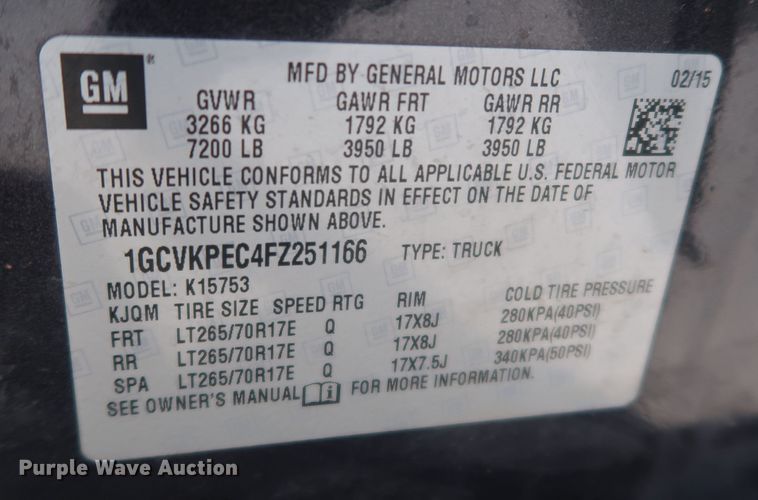 GM
MFD BY GENERAL MOTORS LLC 02/15
GVWR GAWR FRT GAWR RR
3266 KG 1792 KG 1792 KG
7200 LB 3950 LB 3950 LB
THIS VEHICLE CONFORMS TO ALL APPLICABLE U.S. FEDERAL MOTOR
VEHICLE SAFETY STANDARDS IN EFFECT ON THE DATE OF
MANUFACTURE SHOWN ABOVE.
1GCVKPEC4FZ251166 TYPE: TRUCK
MODEL: K15753
KJQM TIRE SIZE SPEED RTG RIM COLD TIRE PRESSURE
FRT LT265/70R17E Q 17X8J 280KPA(40PSI)
RR LT265/70R17E Q 17X8J 280KPA(40PSI)
SPA LT265/70R17E Q 17X7.5J 340KPA(50PSI)
SEE OWNER'S MANUAL i FOR MORE INFORMATION.
Purple Wave Auction